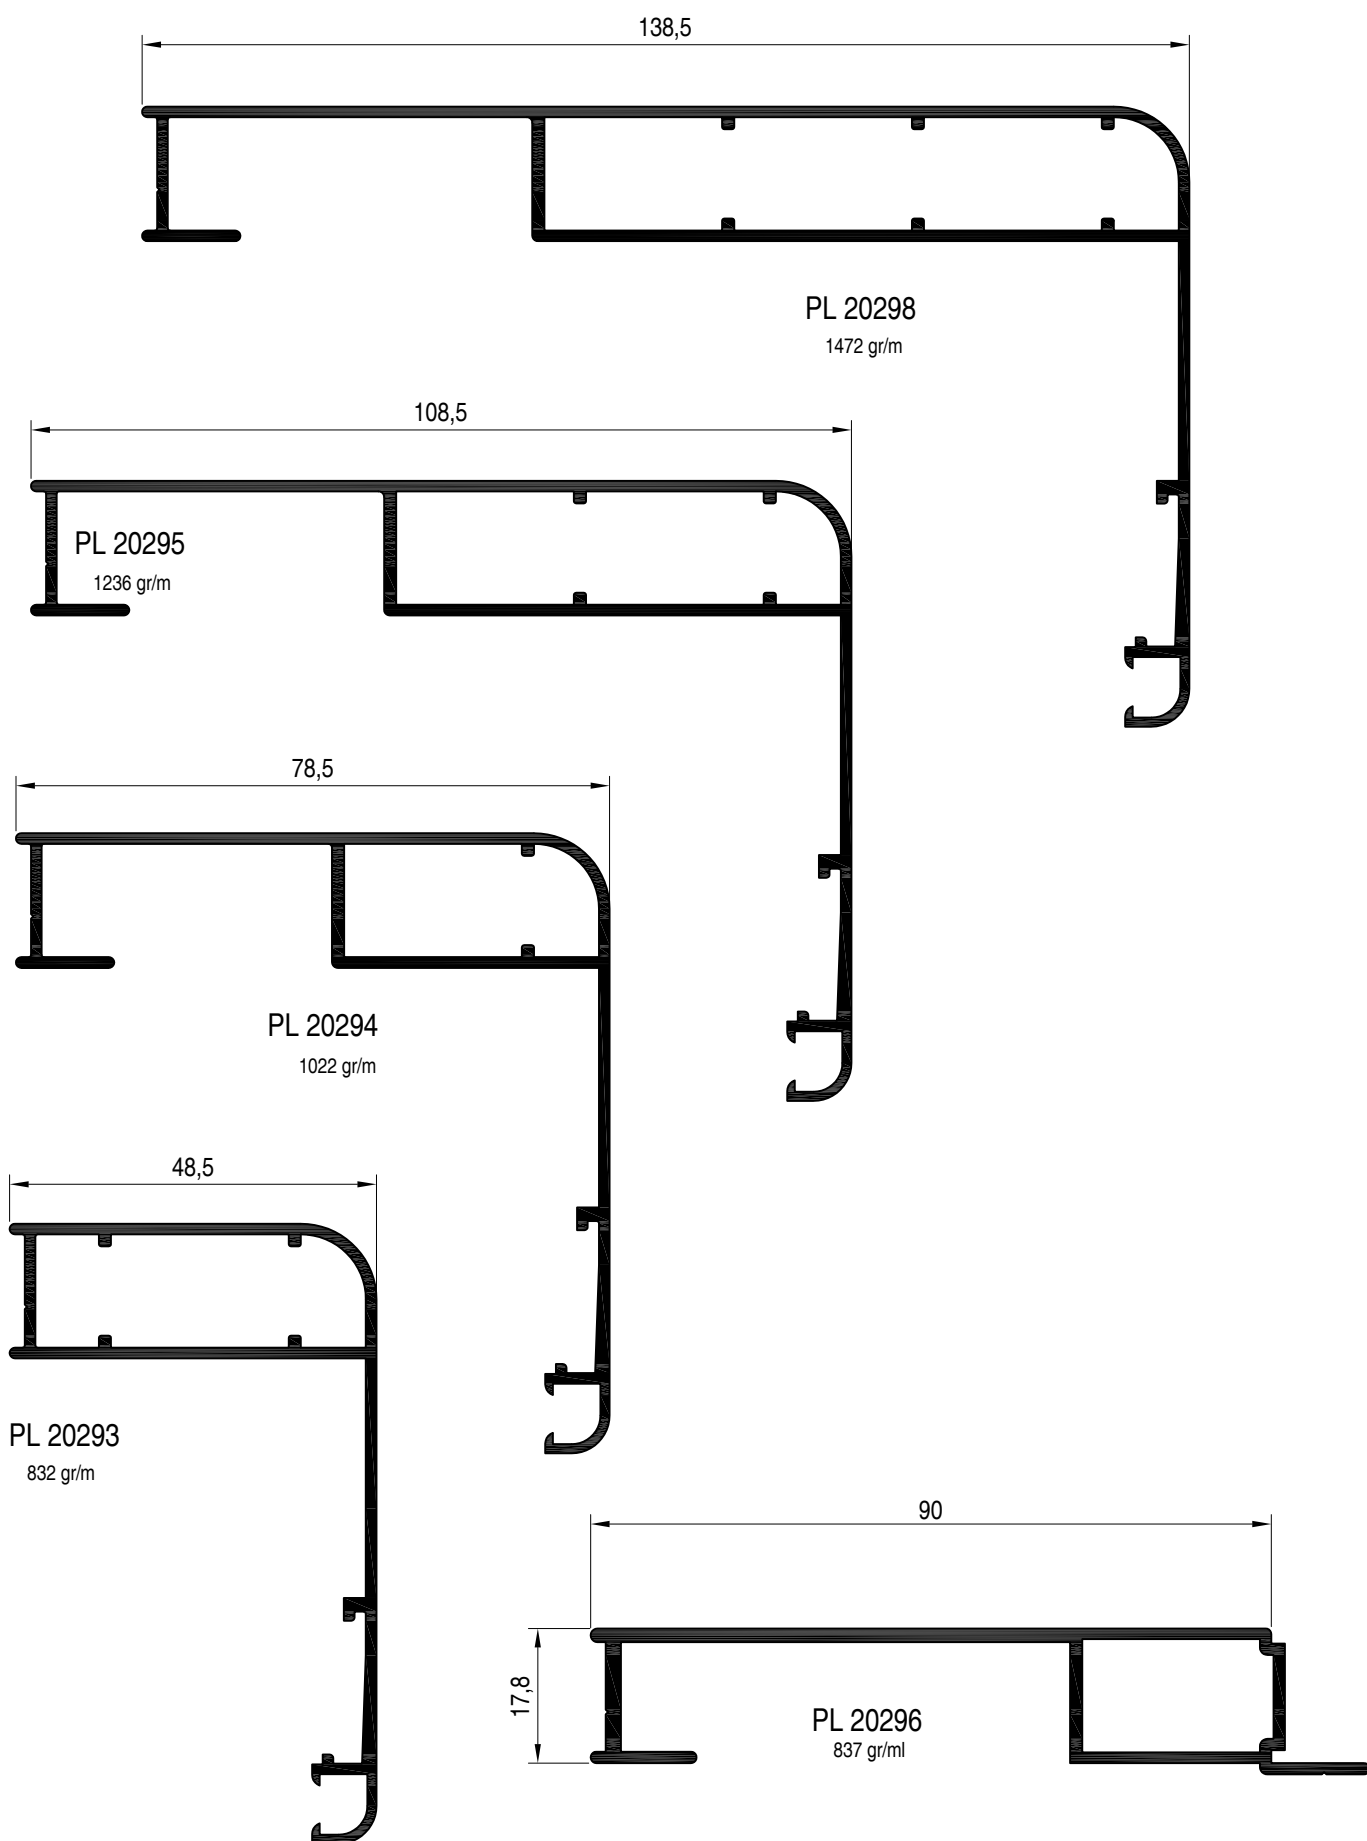 138,5
PL 20298
1472 gr/m
108,5
PL 20295
1236 gr/m
78,5
PL 20294
1022 gr/m
48,5
PL 20293
832 gr/m
90
17,8
PL 20296
837 gr/ml